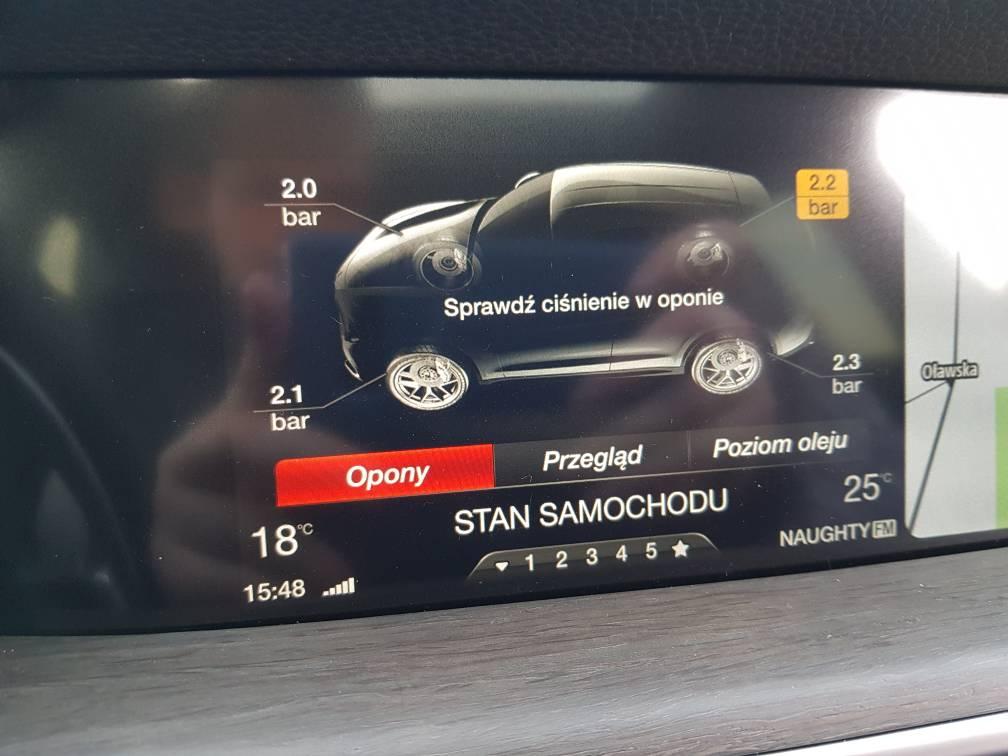 2.0
bar
2.2
bar
Sprawdź ciśnienie w oponie
2.1
bar
2.3
bar
Oławska
Opony
Przegląd
Poziom oleju
STAN SAMOCHODU
18°C
25°C
NAUGHTY FM
1 2 3 4 5
15:48